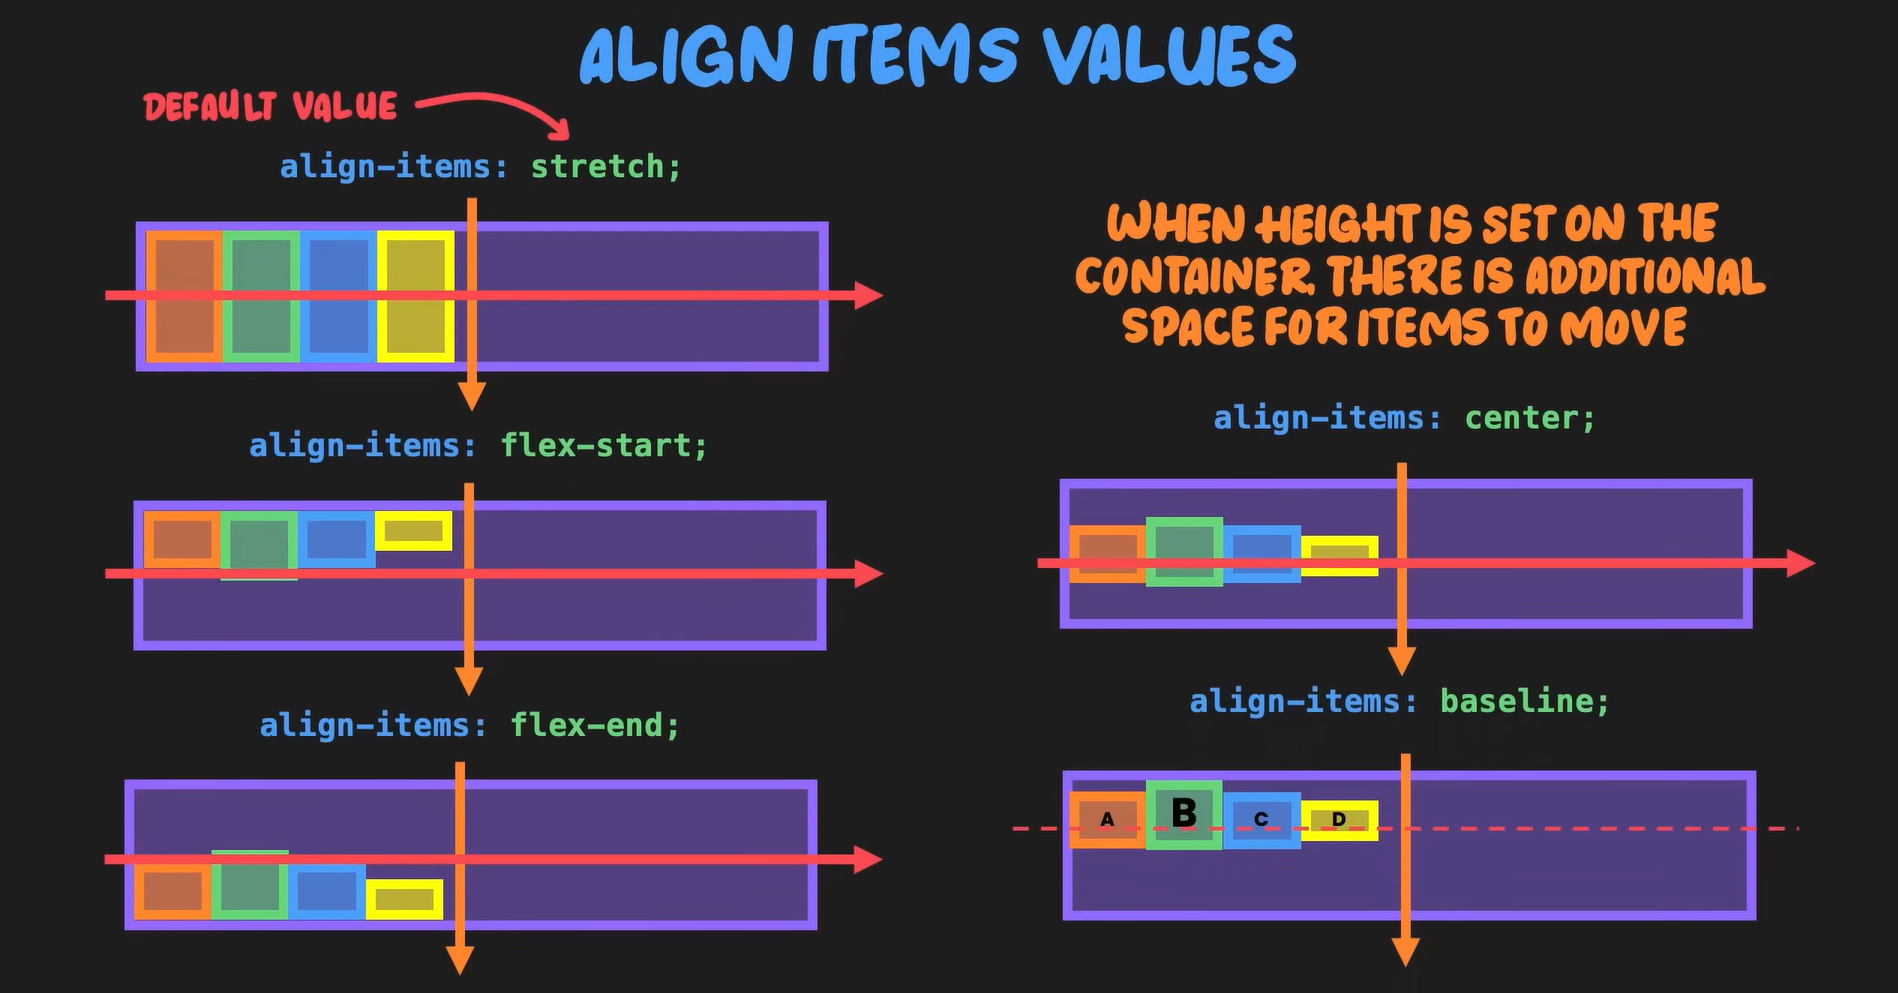 ALIGN ITEMS VALUES
DEFAULT VALUE
align-items: stretch;
align-items: flex-start;
align-items: flex-end;
WHEN HEIGHT IS SET ON THE
CONTAINER, THERE IS ADDITIONAL
SPACE FOR ITEMS TO MOVE
align-items: center;
align-items: baseline;
A B C D